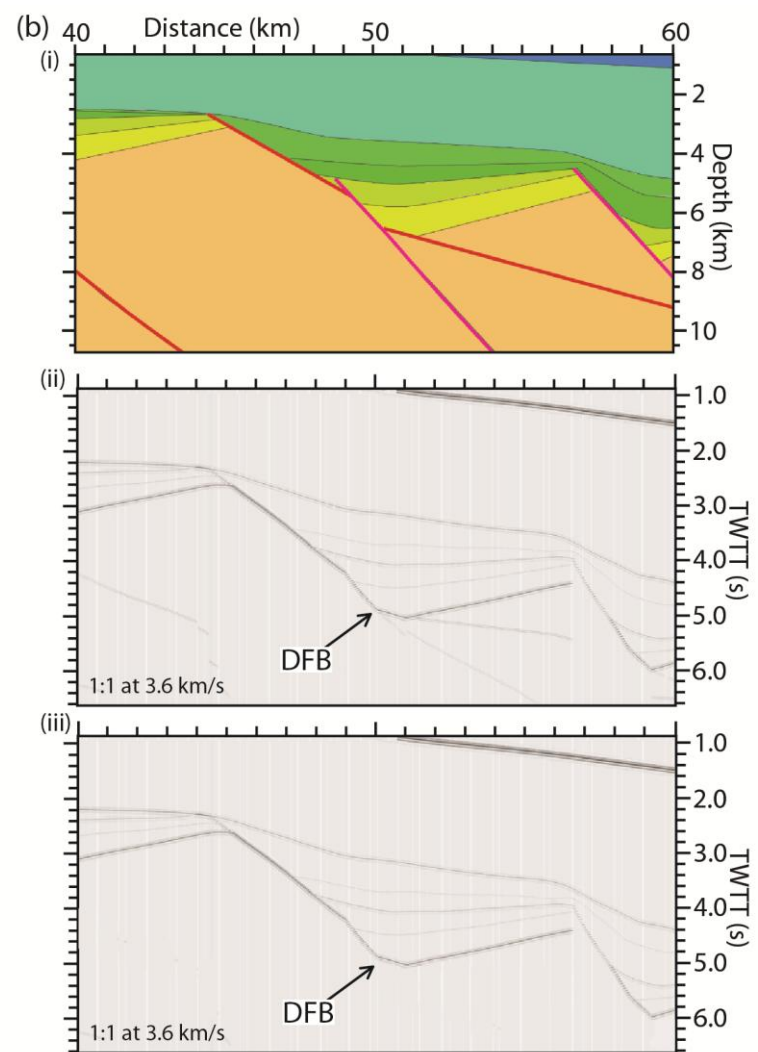 (b)
40 Distance (km) 50 60
(i)
2
4
6
8
10
Depth (km)
(ii)
1.0
2.0
3.0
4.0
5.0
6.0
TWTT (s)
DFB
1:1 at 3.6 km/s
(iii)
1.0
2.0
3.0
4.0
5.0
6.0
TWTT (s)
DFB
1:1 at 3.6 km/s